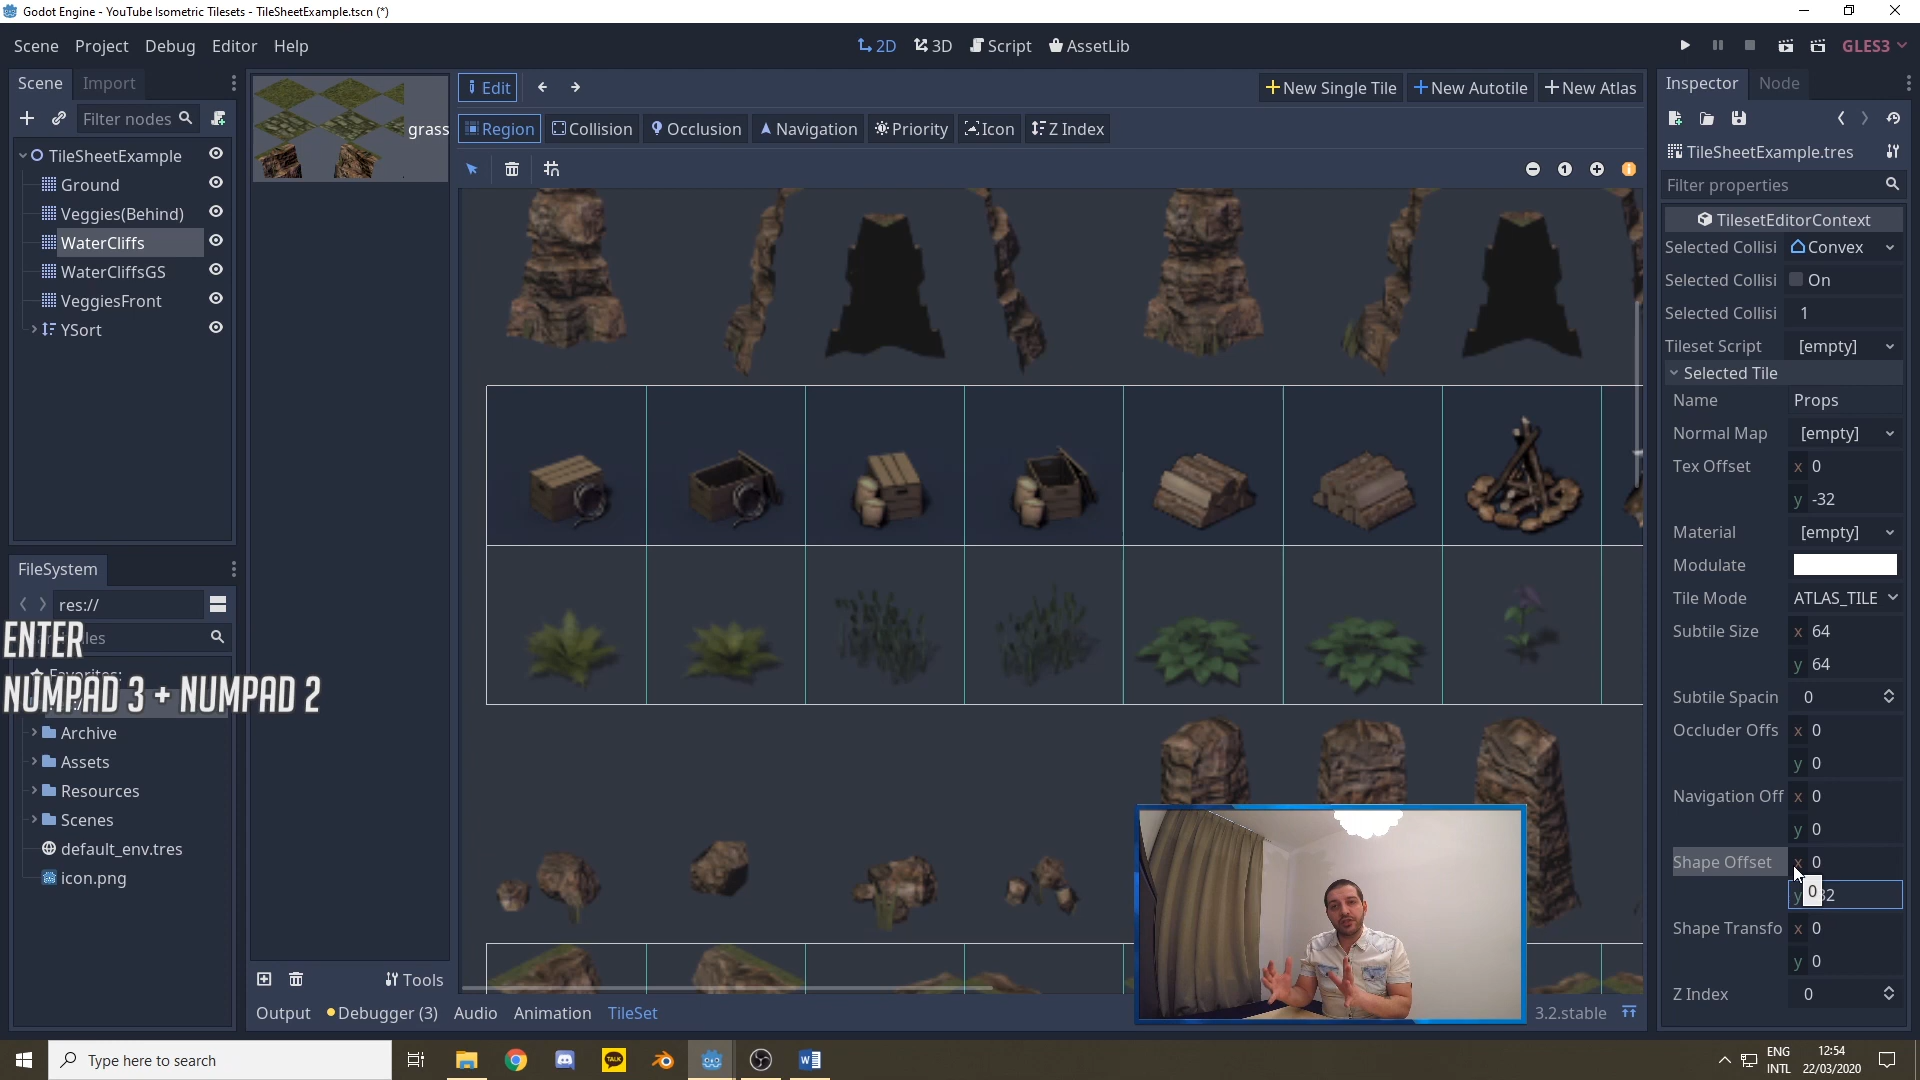 Godot Engine - YouTube Isometric Tilesets - TileSheetExample.tscn (*)
Scene Project Debug Editor Help
2D 3D Script AssetLib
GLES3
Scene Import
Filter nodes
TileSheetExample
Ground
Veggies(Behind)
WaterCliffs
WaterCliffsGS
VeggiesFront
YSort
FileSystem
res://
ENTER
NUMPAD 3 + NUMPAD 2
Archive
Assets
Resources
Scenes
default_env.tres
icon.png
grass
Tools
Edit
New Single Tile New Autotile New Atlas
Region Collision Occlusion Navigation Priority Icon Z Index
1
Output Debugger (3) Audio Animation TileSet
3.2.stable
Inspector Node
TileSheetExample.tres
Filter properties
TilesetEditorContext
Selected Collisi Convex
Selected Collisi On
Selected Collisi 1
Tileset Script [empty]
Selected Tile
Name Props
Normal Map [empty]
Tex Offset x 0
y -32
Material [empty]
Modulate
Tile Mode ATLAS_TILE
Subtile Size x 64
y 64
Subtile Spacin 0
Occluder Offs x 0
y 0
Navigation Off x 0
y 0
Shape Offset x 0
0
Shape Transfo x 0
y 0
Z Index 0
Type here to search
TALK
ENG
INTL
12:54
22/03/2020